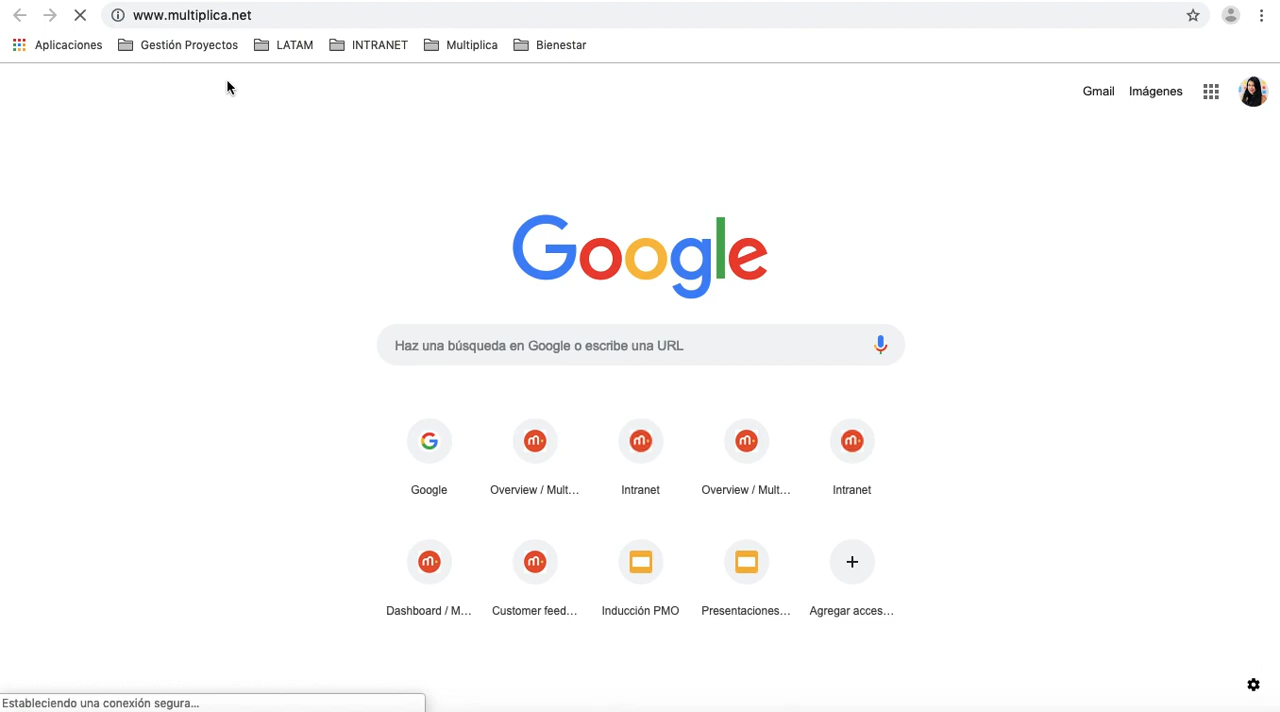 www.multiplica.net
Aplicaciones Gestión Proyectos LATAM INTRANET Multiplica Bienestar
Gmail Imágenes
Google
Haz una búsqueda en Google o escribe una URL
Google Overview / Mult... Intranet Overview / Mult... Intranet
Dashboard / M... Customer feed... Inducción PMO Presentaciones... Agregar acces...
Estableciendo una conexión segura...